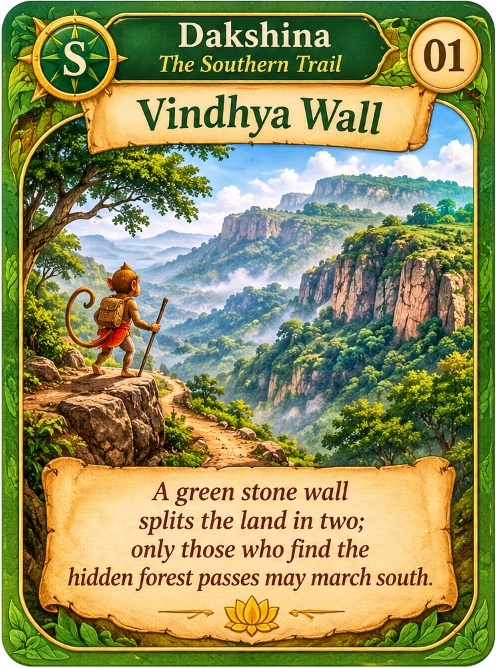 S
Dakshina
The Southern Trail
01
Vindhya Wall
A green stone wall
splits the land in two;
only those who find the
hidden forest passes may march south.